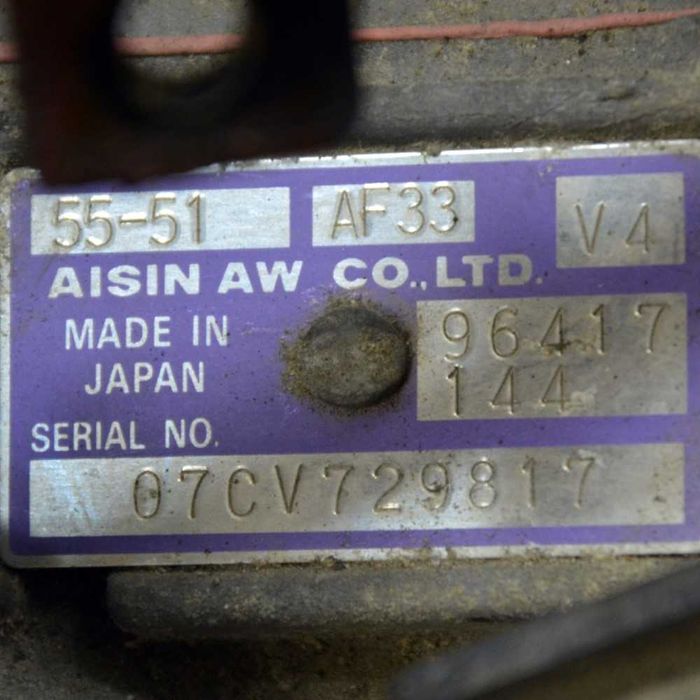 55-51 AF33 V4
AISIN AW CO.,LTD.
MADE IN 96417
JAPAN 144
SERIAL NO.
07CV729817